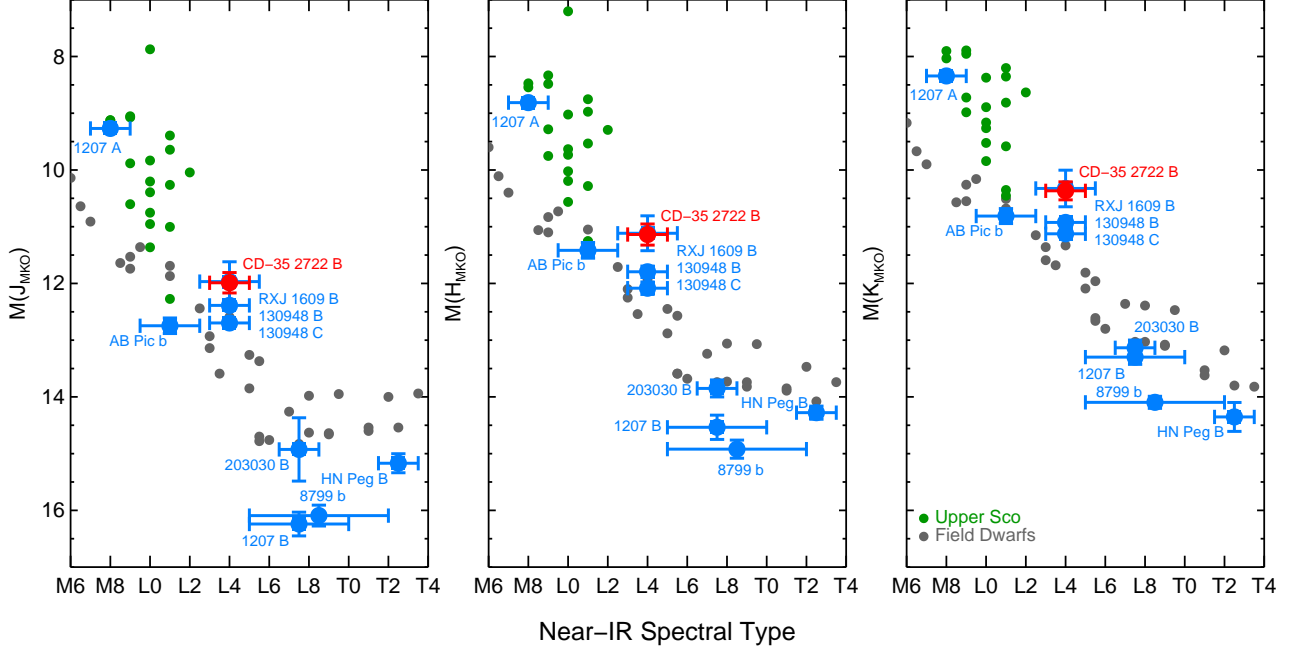 8
10
12
14
16
M(J_MKO)
1207 A
CD−35 2722 B
RXJ 1609 B
130948 B
130948 C
AB Pic b
203030 B
HN Peg B
8799 b
1207 B
M6 M8 L0 L2 L4 L6 L8 T0 T2 T4
M(H_MKO)
1207 A
CD−35 2722 B
RXJ 1609 B
130948 B
130948 C
AB Pic b
203030 B
HN Peg B
1207 B
8799 b
M6 M8 L0 L2 L4 L6 L8 T0 T2 T4
M(K_MKO)
1207 A
CD−35 2722 B
RXJ 1609 B
130948 B
130948 C
AB Pic b
203030 B
1207 B
8799 b
HN Peg B
Upper Sco
Field Dwarfs
M6 M8 L0 L2 L4 L6 L8 T0 T2 T4
Near−IR Spectral Type